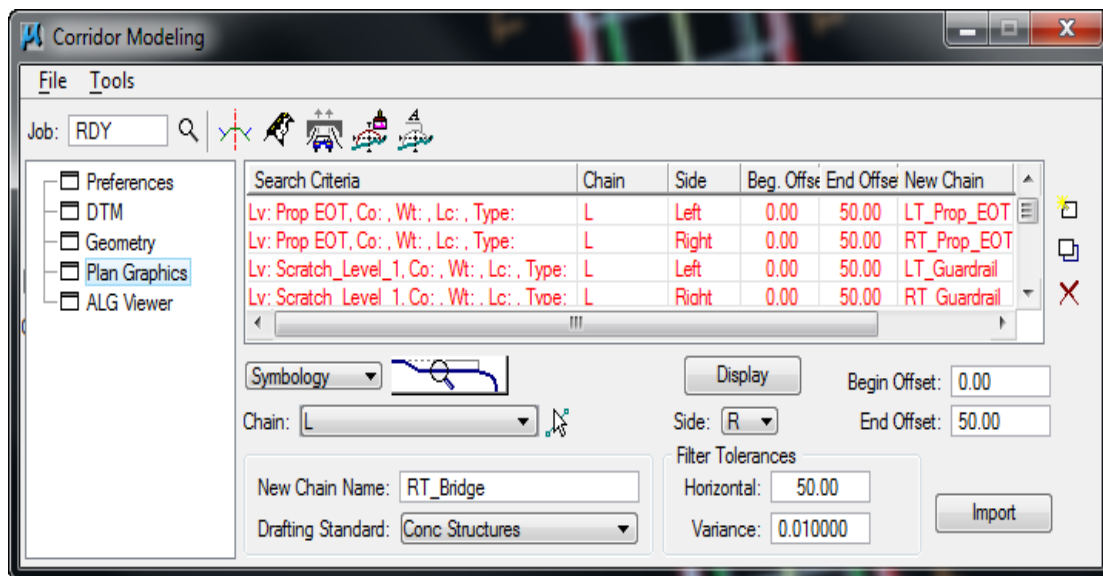 Corridor Modeling
File Tools
Job: RDY
A
Preferences
DTM
Geometry
Plan Graphics
ALG Viewer
Search Criteria Chain Side Beg. Offse End Offse New Chain
Lv: Prop EOT, Co: , Wt: , Lc: , Type: L Left 0.00 50.00 LT_Prop_EOT
Lv: Prop EOT, Co: , Wt: , Lc: , Type: L Right 0.00 50.00 RT_Prop_EOT
Lv: Scratch_Level_1, Co: , Wt: , Lc: , Type: L Left 0.00 50.00 LT_Guardrail
Lv: Scratch_Level_1, Co: , Wt: , Lc: , Type: L Right 0.00 50.00 RT_Guardrail
Symbology Display Begin Offset: 0.00
Chain: L Side: R End Offset: 50.00
Filter Tolerances
New Chain Name: RT_Bridge Horizontal: 50.00
Drafting Standard: Conc Structures Variance: 0.010000 Import